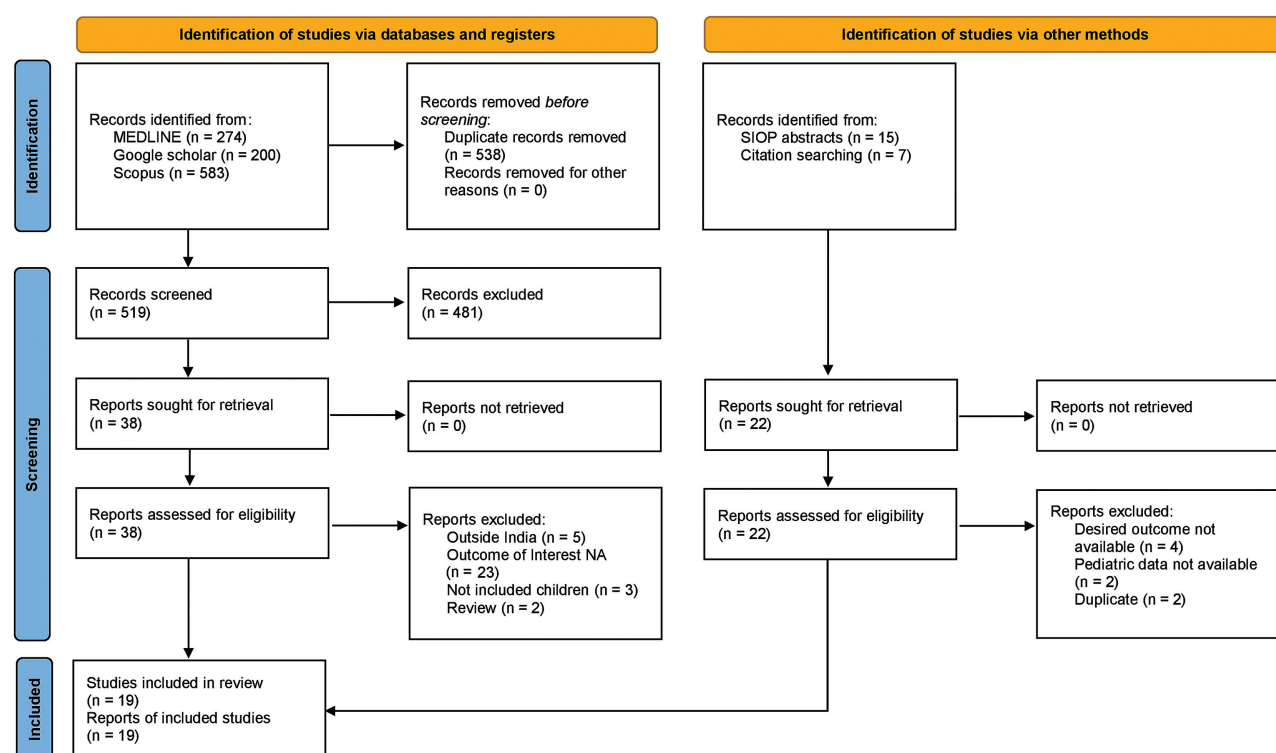 Identification of studies via databases and registers
Identification of studies via other methods
Identification
Records identified from:
MEDLINE (n = 274)
Google scholar (n = 200)
Scopus (n = 583)
Records removed before
screening:
Duplicate records removed
(n = 538)
Records removed for other
reasons (n = 0)
Records identified from:
SIOP abstracts (n = 15)
Citation searching (n = 7)
Screening
Records screened
(n = 519)
Records excluded
(n = 481)
Reports sought for retrieval
(n = 38)
Reports not retrieved
(n = 0)
Reports sought for retrieval
(n = 22)
Reports not retrieved
(n = 0)
Reports assessed for eligibility
(n = 38)
Reports excluded:
Outside India (n = 5)
Outcome of Interest NA
(n = 23)
Not included children (n = 3)
Review (n = 2)
Reports assessed for eligibility
(n = 22)
Reports excluded:
Desired outcome not
available (n = 4)
Pediatric data not available
(n = 2)
Duplicate (n = 2)
Included
Studies included in review
(n = 19)
Reports of included studies
(n = 19)